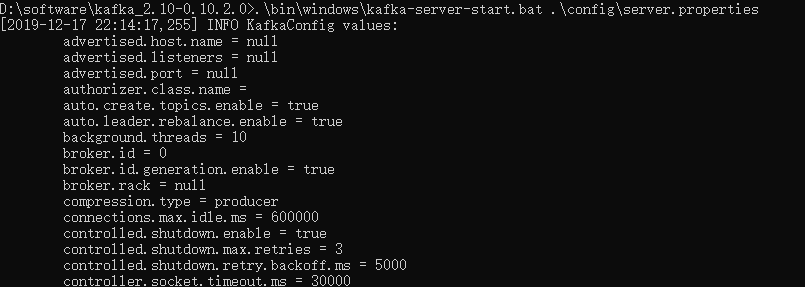 D:\software\kafka_2.10-0.10.2.0>.\bin\windows\kafka-server-start.bat .\config\server.properties
[2019-12-17 22:14:17,255] INFO KafkaConfig values:
advertised.host.name = null
advertised.listeners = null
advertised.port = null
authorizer.class.name =
auto.create.topics.enable = true
auto.leader.rebalance.enable = true
background.threads = 10
broker.id = 0
broker.id.generation.enable = true
broker.rack = null
compression.type = producer
connections.max.idle.ms = 600000
controlled.shutdown.enable = true
controlled.shutdown.max.retries = 3
controlled.shutdown.retry.backoff.ms = 5000
controller.socket.timeout.ms = 30000